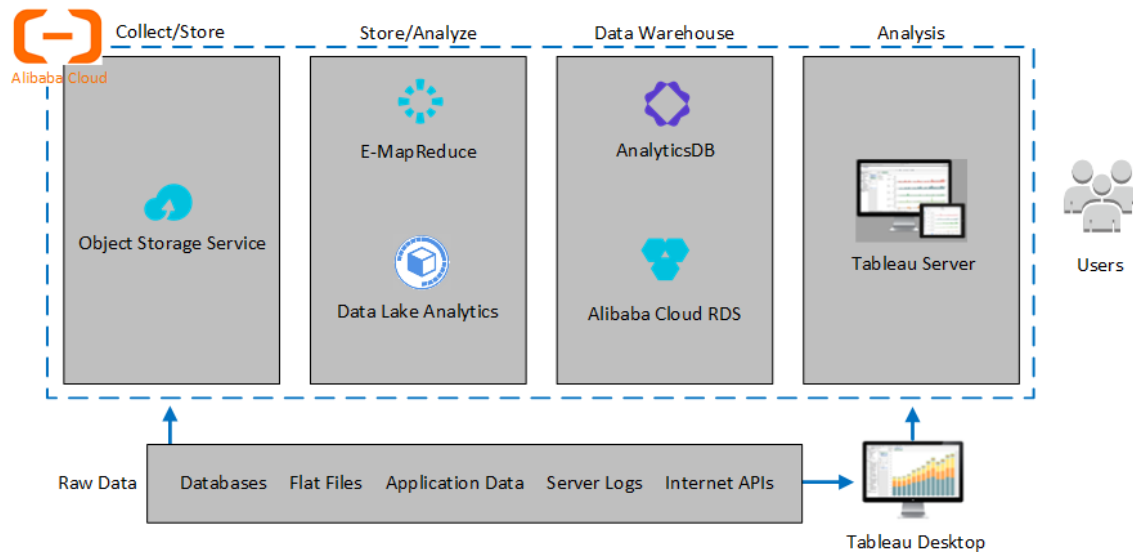 Alibaba Cloud
Collect/Store
Store/Analyze
Data Warehouse
Analysis
E-MapReduce
AnalyticsDB
Object Storage Service
Tableau Server
Users
Data Lake Analytics
Alibaba Cloud RDS
Raw Data
Databases
Flat Files
Application Data
Server Logs
Internet APIs
Tableau Desktop